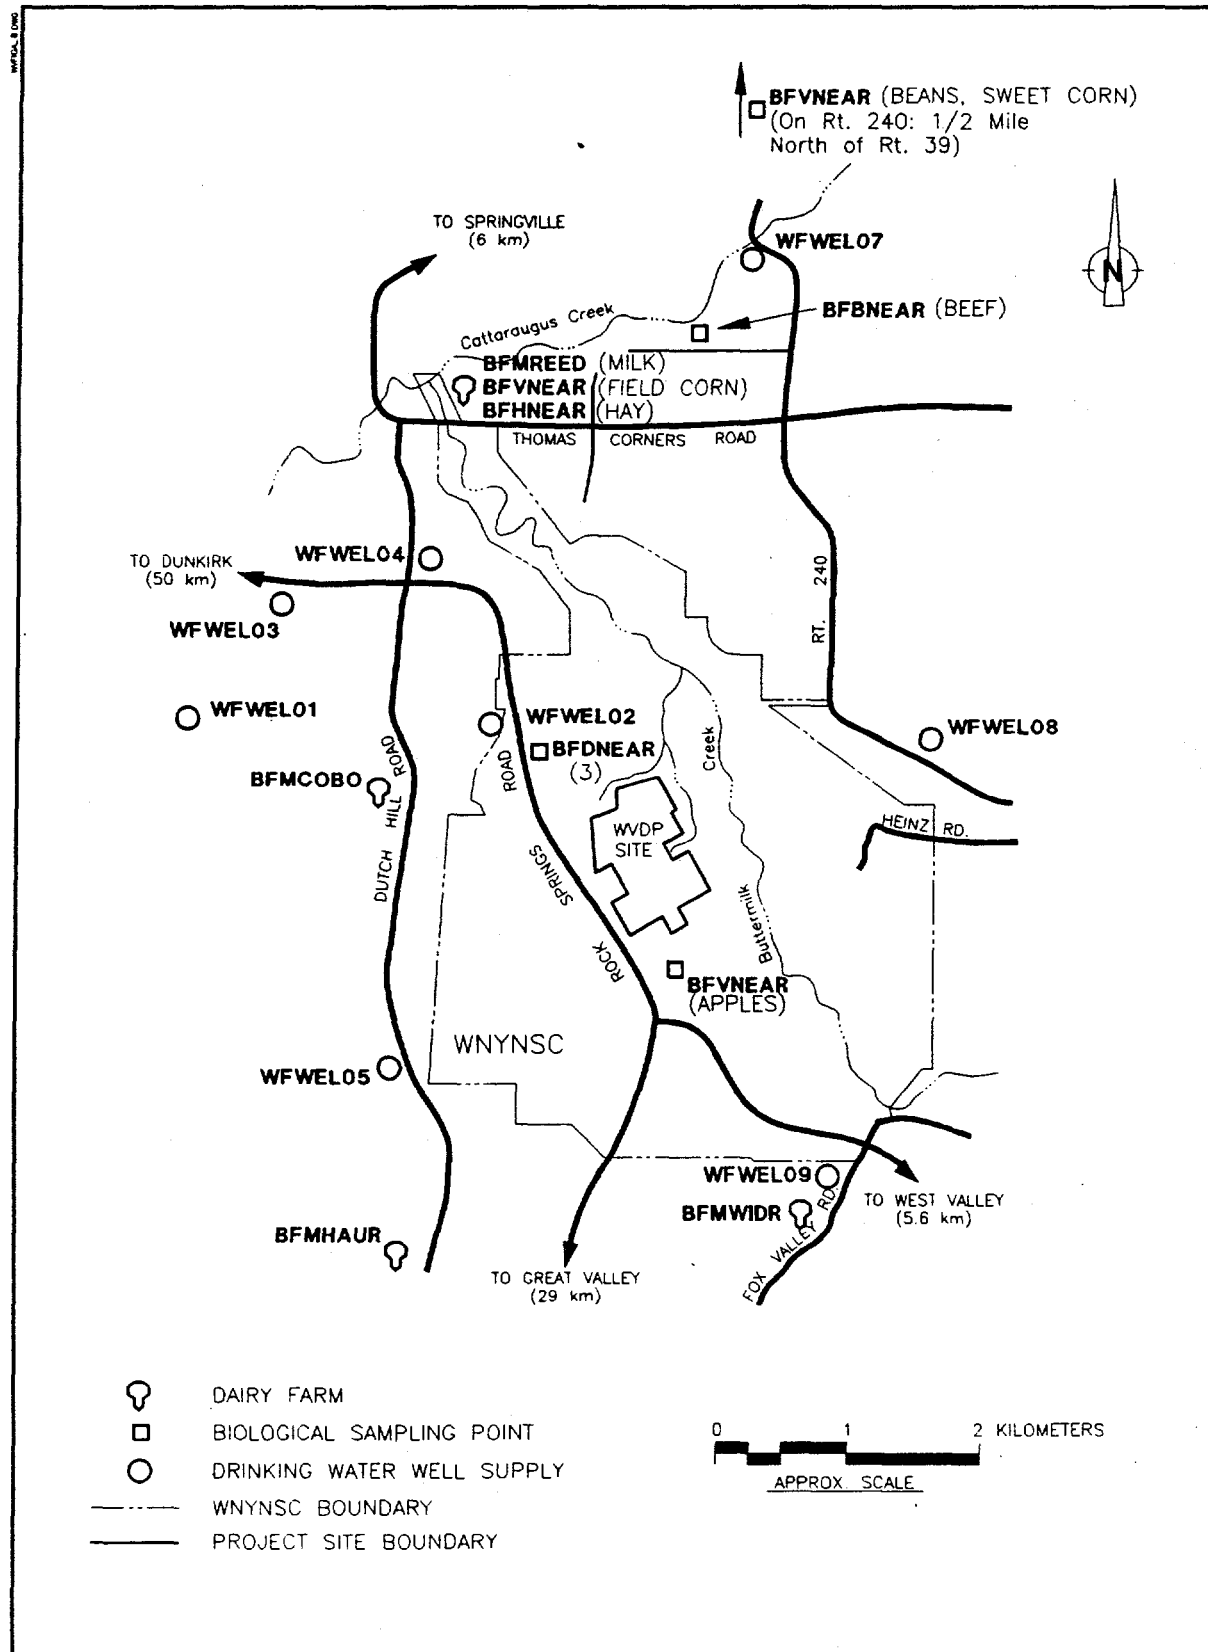 BFVNEAR (BEANS, SWEET CORN)
(On Rt. 240: 1/2 Mile
North of Rt. 39)
TO SPRINGVILLE
(6 km)
WFWEL07
N
BFBNEAR (BEEF)
Cattaraugus Creek
BFMREED (MILK)
BFVNEAR (FIELD CORN)
BFHNEAR (HAY)
THOMAS CORNERS ROAD
WFWEL04
TO DUNKIRK
(50 km)
RT. 240
WFWEL03
WFWEL01
WFWEL02
WFWEL08
BFDNEAR
(3)
BFMCOBO
DUTCH HILL ROAD
ROCK SPRINGS ROAD
Buttermilk Creek
WVDP
SITE
HEINZ RD.
BFVNEAR
(APPLES)
WNYNSC
WFWEL05
WFWEL09
BFMWIDR
FOX VALLEY RD.
TO WEST VALLEY
(5.6 km)
BFMHAUR
TO GREAT VALLEY
(29 km)
DAIRY FARM
BIOLOGICAL SAMPLING POINT
DRINKING WATER WELL SUPPLY
WNYNSC BOUNDARY
PROJECT SITE BOUNDARY
0 1 2 KILOMETERS
APPROX. SCALE